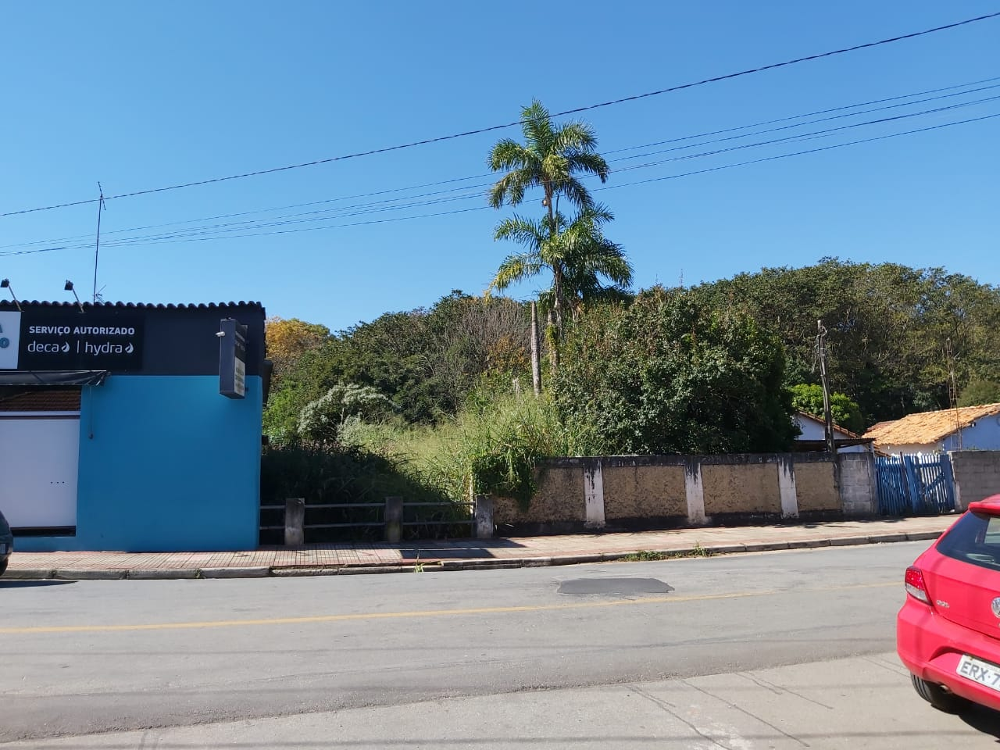 A
O
SERVIÇO AUTORIZADO
deca | hydra
ERX-7